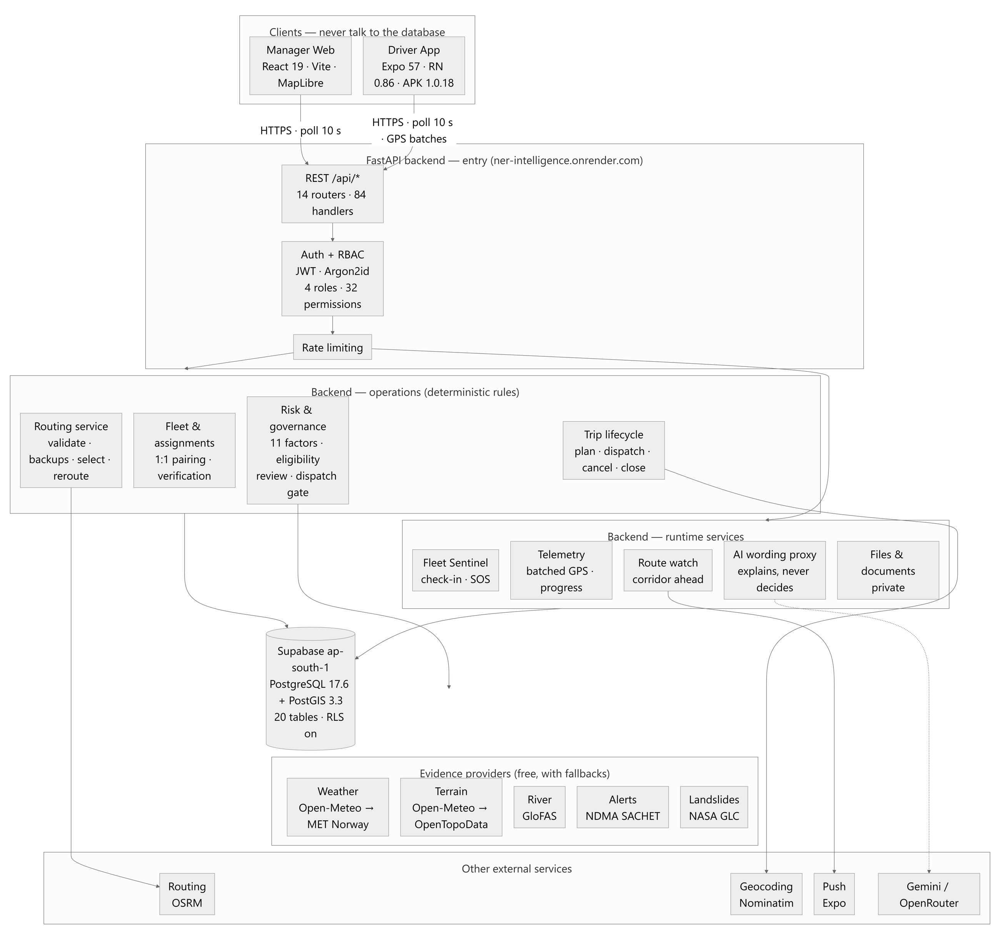 Clients — never talk to the database
Manager Web
React 19 · Vite ·
MapLibre
Driver App
Expo 57 · RN
0.86 · APK 1.0.18
HTTPS · poll 10 s
HTTPS · poll 10 s
· GPS batches
FastAPI backend — entry (ner-intelligence.onrender.com)
REST /api/*
14 routers · 84
handlers
Auth + RBAC
JWT · Argon2id
4 roles · 32
permissions
Rate limiting
Backend — operations (deterministic rules)
Routing service
validate ·
backups · select ·
reroute
Fleet &
assignments
1:1 pairing ·
verification
Risk &
governance
11 factors ·
eligibility
review · dispatch
gate
Trip lifecycle
plan · dispatch ·
cancel · close
Backend — runtime services
Fleet Sentinel
check-in · SOS
Telemetry
batched GPS ·
progress
Route watch
corridor ahead
AI wording proxy
explains, never
decides
Files &
documents
private
Supabase ap-
south-1
PostgreSQL 17.6
+ PostGIS 3.3
20 tables · RLS
on
Evidence providers (free, with fallbacks)
Weather
Open-Meteo →
MET Norway
Terrain
Open-Meteo →
OpenTopoData
River
GloFAS
Alerts
NDMA SACHET
Landslides
NASA GLC
Other external services
Routing
OSRM
Geocoding
Nominatim
Push
Expo
Gemini /
OpenRouter